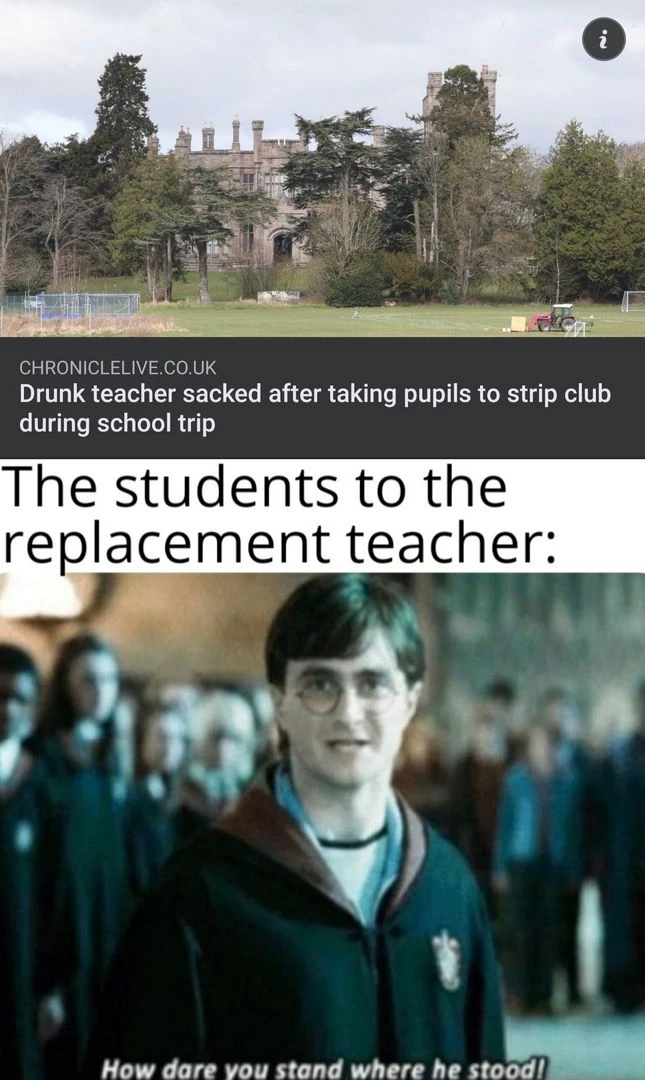 i
CHRONICLELIVE.CO.UK
Drunk teacher sacked after taking pupils to strip club
during school trip
The students to the
replacement teacher:
How dare you stand where he stood!